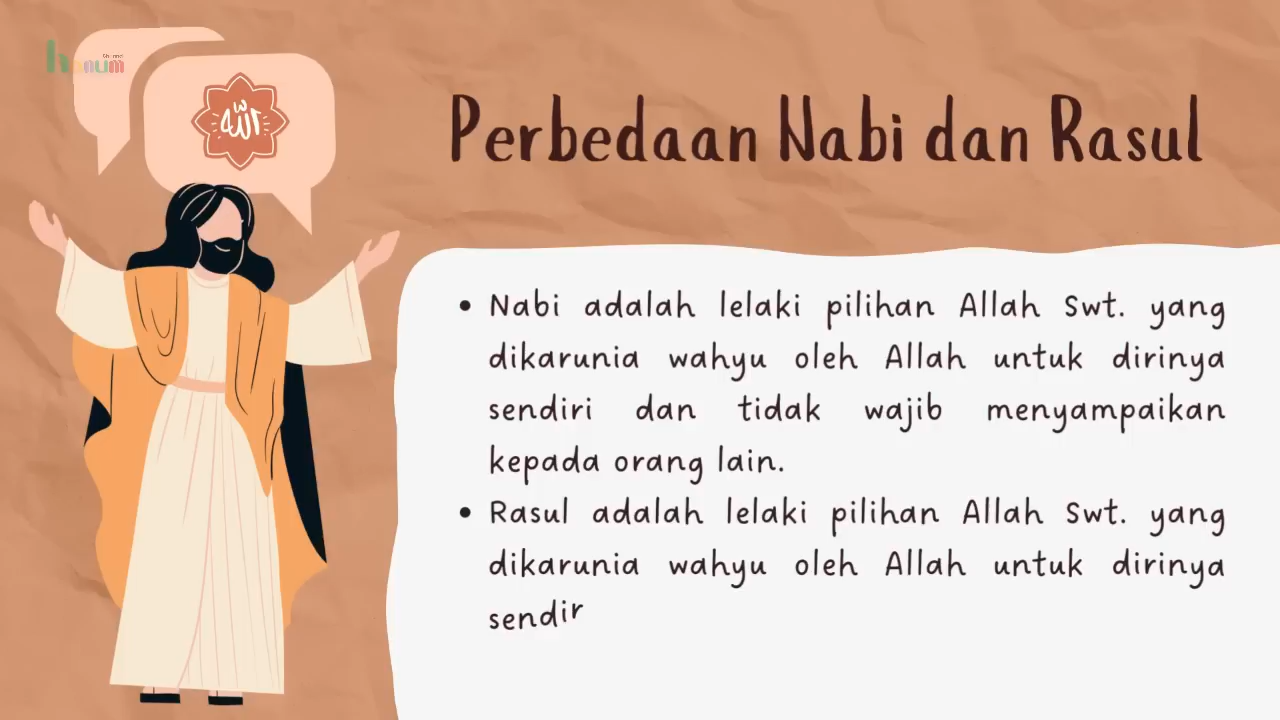 hanum
الله
Perbedaan Nabi dan Rasul
• Nabi adalah lelaki pilihan Allah Swt. yang
dikarunia wahyu oleh Allah untuk dirinya
sendiri dan tidak wajib menyampaikan
kepada orang lain.
• Rasul adalah lelaki pilihan Allah Swt. yang
dikarunia wahyu oleh Allah untuk dirinya
sendir